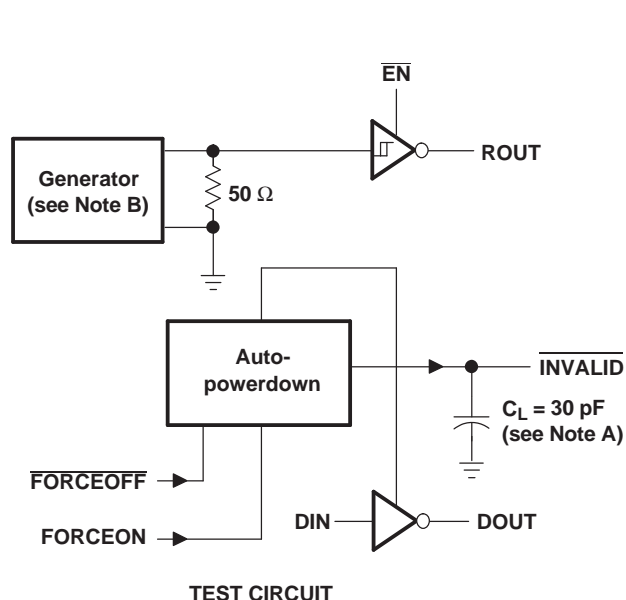 EN
Generator
(see Note B)
50 Ω
ROUT
Auto-
powerdown
INVALID
CL = 30 pF
(see Note A)
FORCEOFF
FORCEON
DIN
DOUT
TEST CIRCUIT